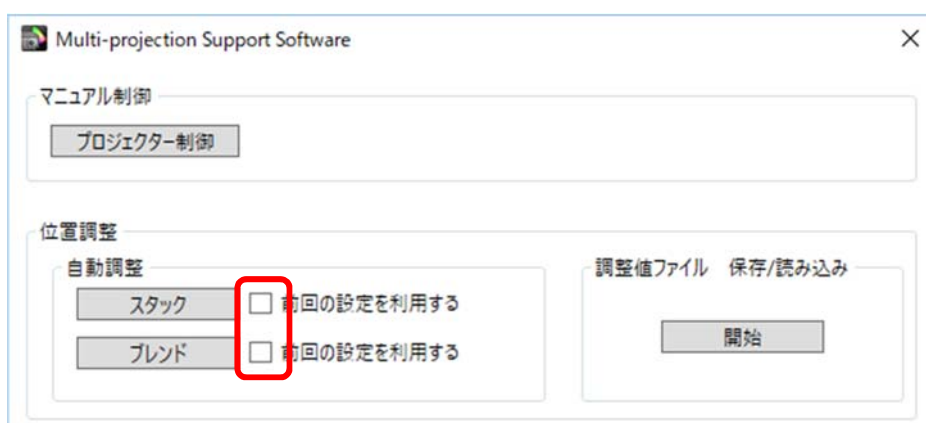 Multi-projection Support Software
マニュアル制御
プロジェクター制御
位置調整
自動調整
スタック
前回の設定を利用する
ブレンド
前回の設定を利用する
調整値ファイル 保存/読み込み
開始